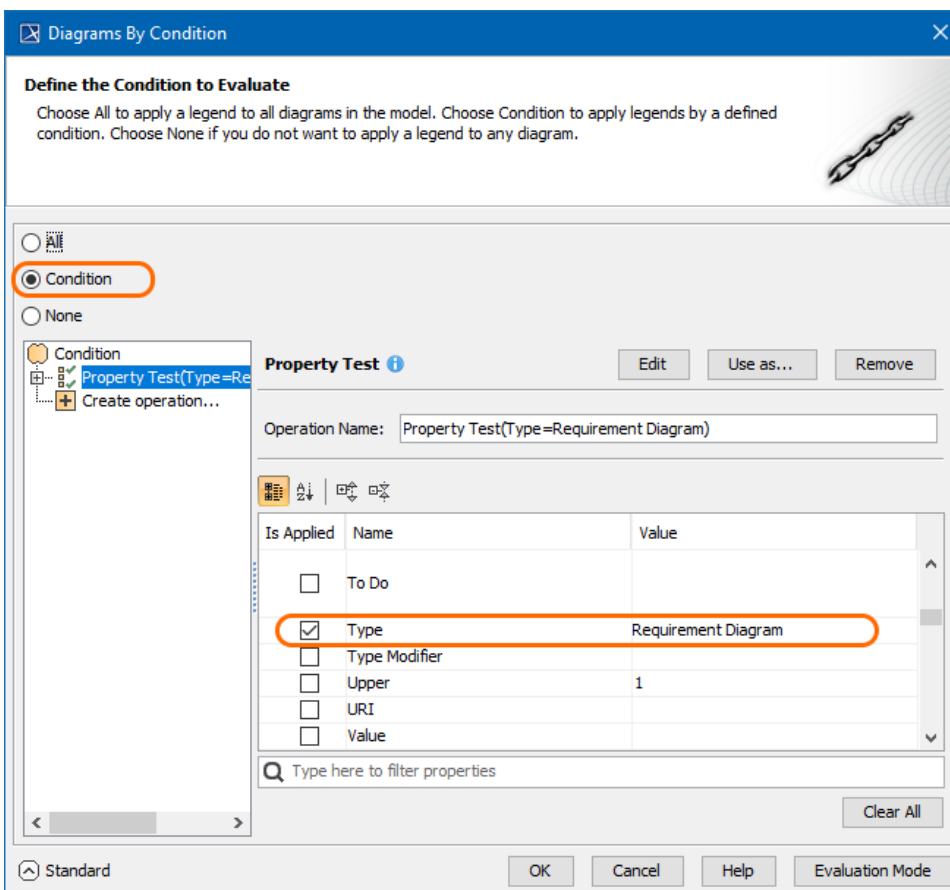 Diagrams By Condition
Define the Condition to Evaluate
Choose All to apply a legend to all diagrams in the model. Choose Condition to apply legends by a defined
condition. Choose None if you do not want to apply a legend to any diagram.
All
Condition
None
Condition
Property Test(Type=Re
Create operation...
Property Test
Edit
Use as...
Remove
Operation Name:
Property Test(Type=Requirement Diagram)
Is Applied
Name
Value
To Do
Type
Requirement Diagram
Type Modifier
Upper
1
URI
Value
Type here to filter properties
Clear All
Standard
OK
Cancel
Help
Evaluation Mode